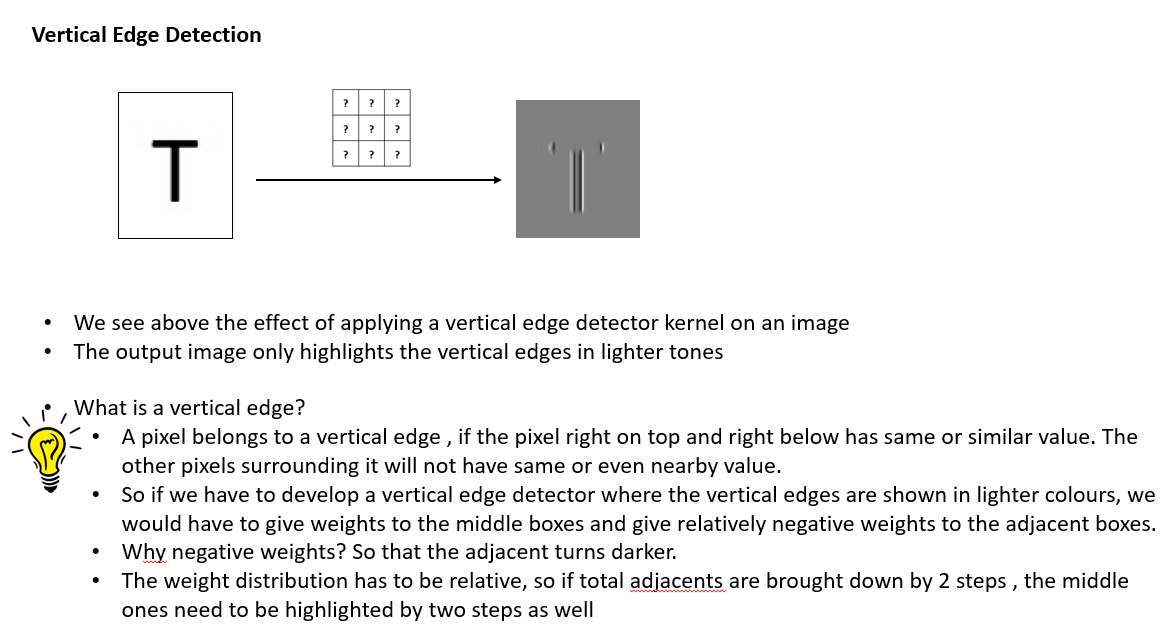 Vertical Edge Detection
T
? ? ?
? ? ?
? ? ?
T
• We see above the effect of applying a vertical edge detector kernel on an image
• The output image only highlights the vertical edges in lighter tones
• What is a vertical edge?
• A pixel belongs to a vertical edge , if the pixel right on top and right below has same or similar value. The
other pixels surrounding it will not have same or even nearby value.
• So if we have to develop a vertical edge detector where the vertical edges are shown in lighter colours, we
would have to give weights to the middle boxes and give relatively negative weights to the adjacent boxes.
• Why negative weights? So that the adjacent turns darker.
• The weight distribution has to be relative, so if total adjacents are brought down by 2 steps , the middle
ones need to be highlighted by two steps as well